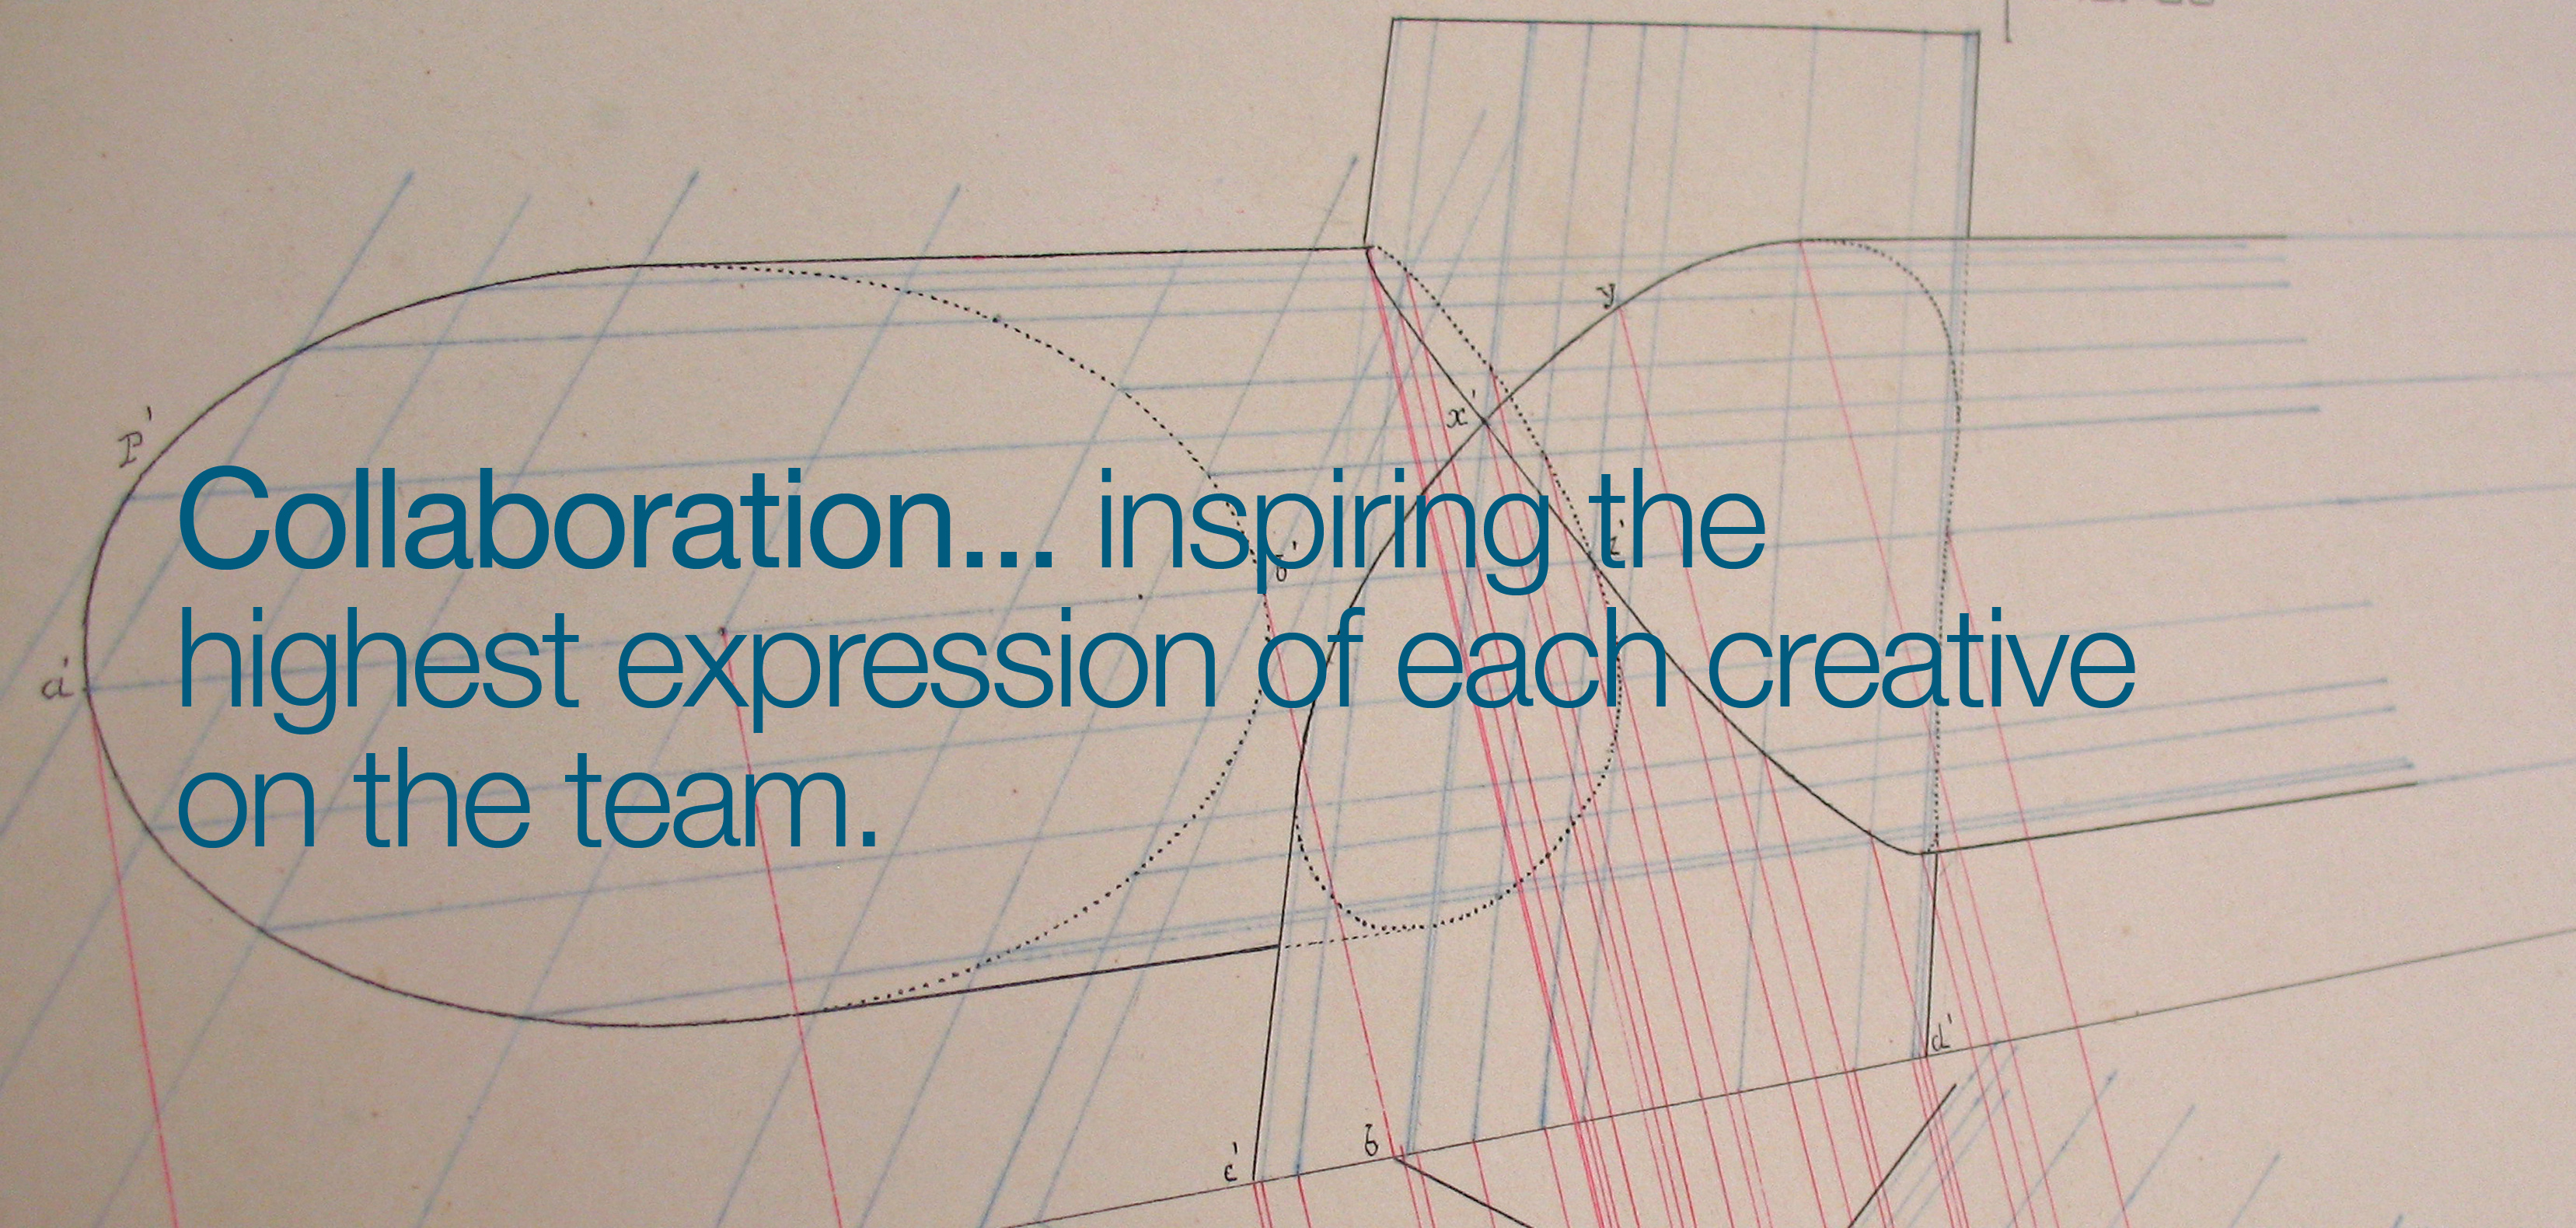 P'
y
x'
Collaboration... inspiring the
highest expression of each creative
on the team.
a'
d'
c'
b